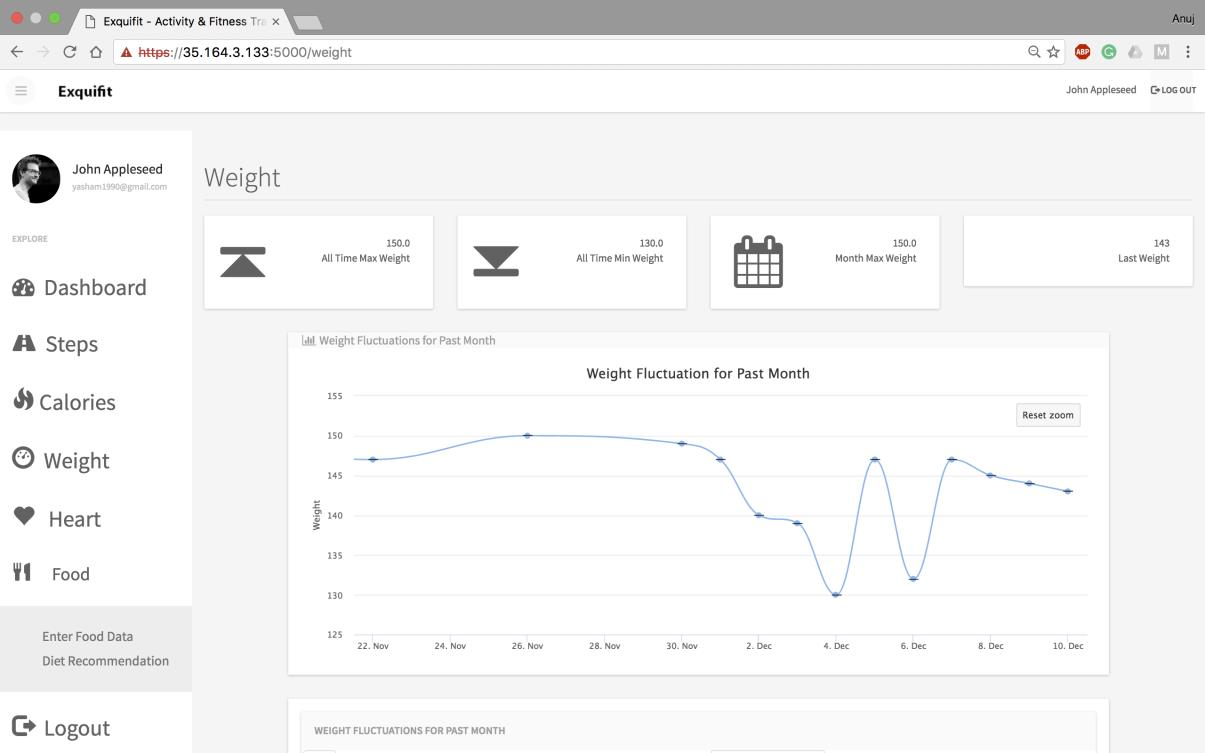 Exquifit - Activity & Fitness Tra
Anuj
https://35.164.3.133:5000/weight
ABP
G
M
Exquifit
John Appleseed
LOG OUT
John Appleseed
yasham1990@gmail.com
EXPLORE
Dashboard
Steps
Calories
Weight
Heart
Food
Enter Food Data
Diet Recommendation
Logout
Weight
150.0
All Time Max Weight
130.0
All Time Min Weight
150.0
Month Max Weight
143
Last Weight
Weight Fluctuations for Past Month
Weight Fluctuation for Past Month
Reset zoom
Weight
155
150
145
140
135
130
125
22. Nov
24. Nov
26. Nov
28. Nov
30. Nov
2. Dec
4. Dec
6. Dec
8. Dec
10. Dec
WEIGHT FLUCTUATIONS FOR PAST MONTH